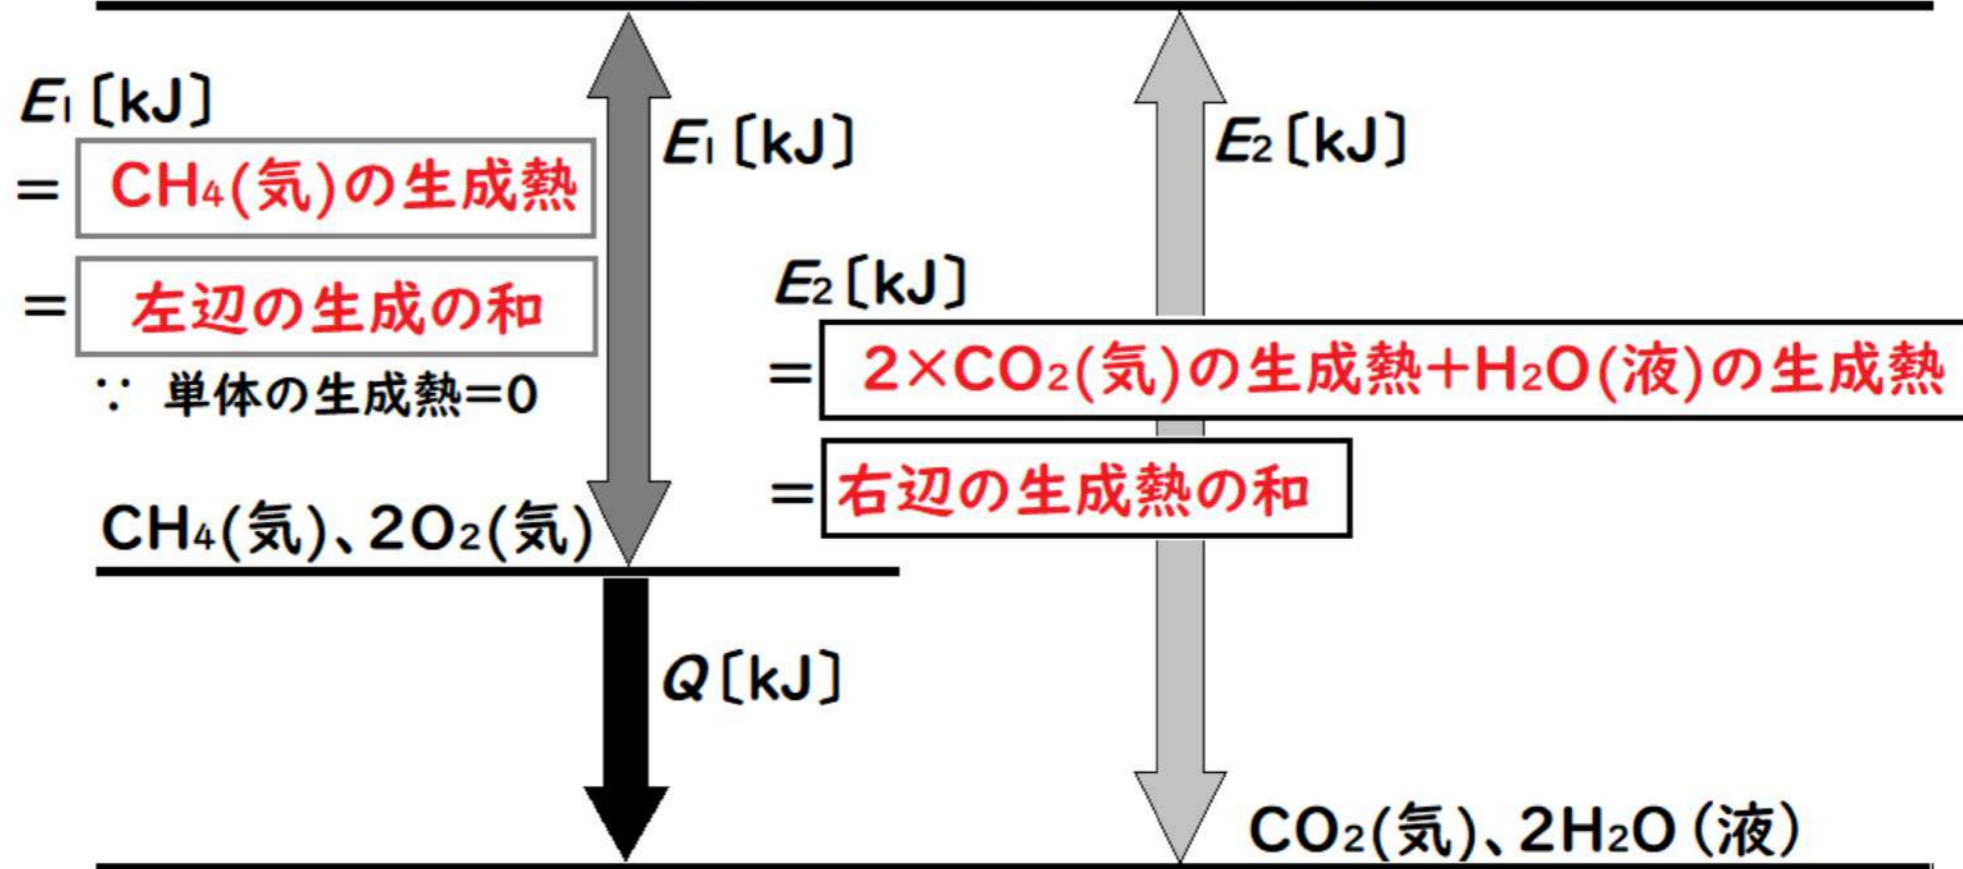 E₁〔kJ〕
= CH₄(気)の生成熱
= 左辺の生成の和
∵ 単体の生成熱=0
E₁〔kJ〕
E₂〔kJ〕
E₂〔kJ〕
= 2×CO₂(気)の生成熱+H₂O(液)の生成熱
= 右辺の生成熱の和
CH₄(気)、2O₂(気)
Q〔kJ〕
CO₂(気)、2H₂O(液)